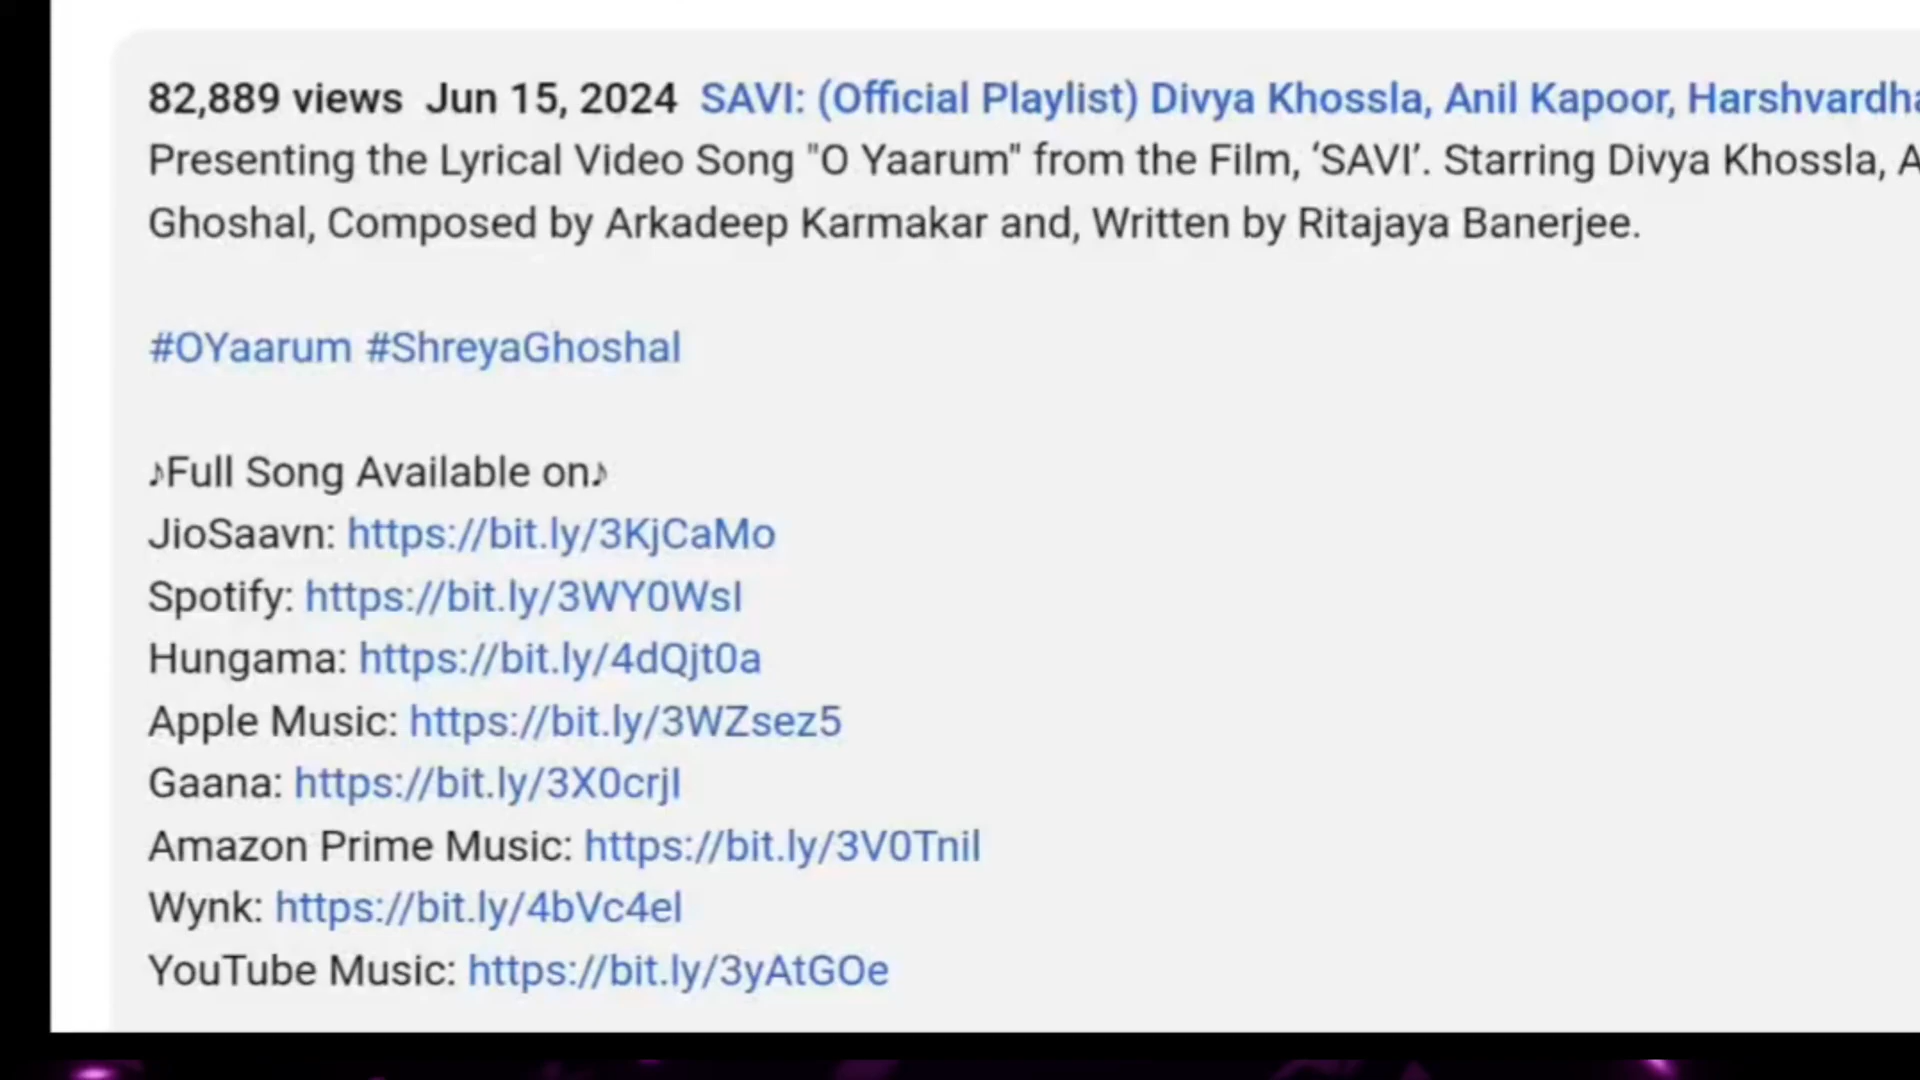 82,889 views Jun 15, 2024 SAVI: (Official Playlist) Divya Khossla, Anil Kapoor, Harshvardha
Presenting the Lyrical Video Song "O Yaarum" from the Film, ‘SAVI’. Starring Divya Khossla, A
Ghoshal, Composed by Arkadeep Karmakar and, Written by Ritajaya Banerjee.
#OYaarum #ShreyaGhoshal
♪Full Song Available on♪
JioSaavn: https://bit.ly/3KjCaMo
Spotify: https://bit.ly/3WY0WsI
Hungama: https://bit.ly/4dQjt0a
Apple Music: https://bit.ly/3WZsez5
Gaana: https://bit.ly/3X0crjI
Amazon Prime Music: https://bit.ly/3V0Tnil
Wynk: https://bit.ly/4bVc4el
YouTube Music: https://bit.ly/3yAtGOe